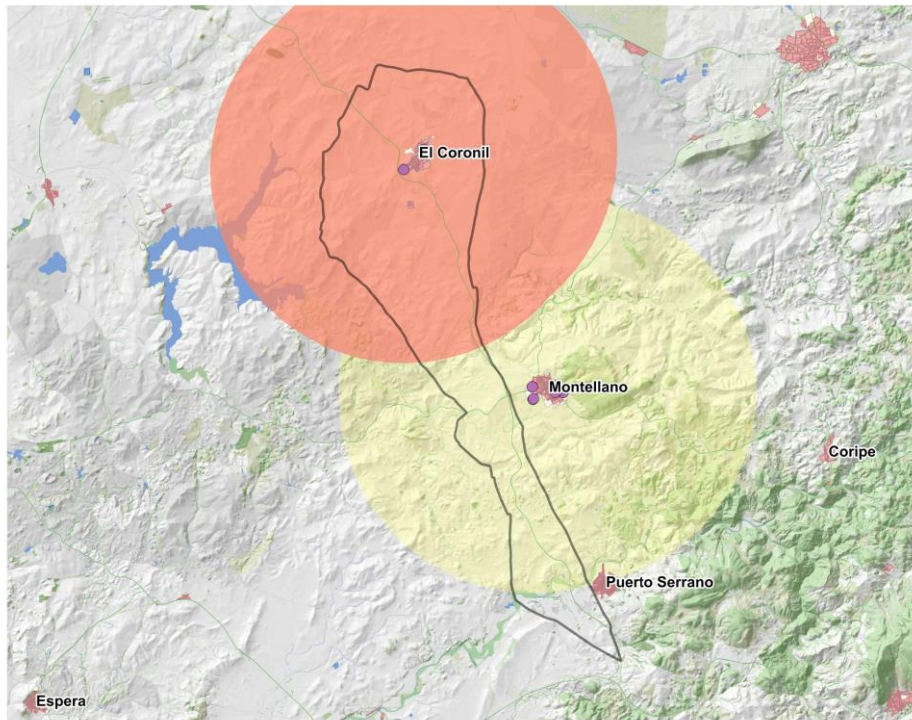 El Coronil
Montellano
Coripe
Puerto Serrano
Espera